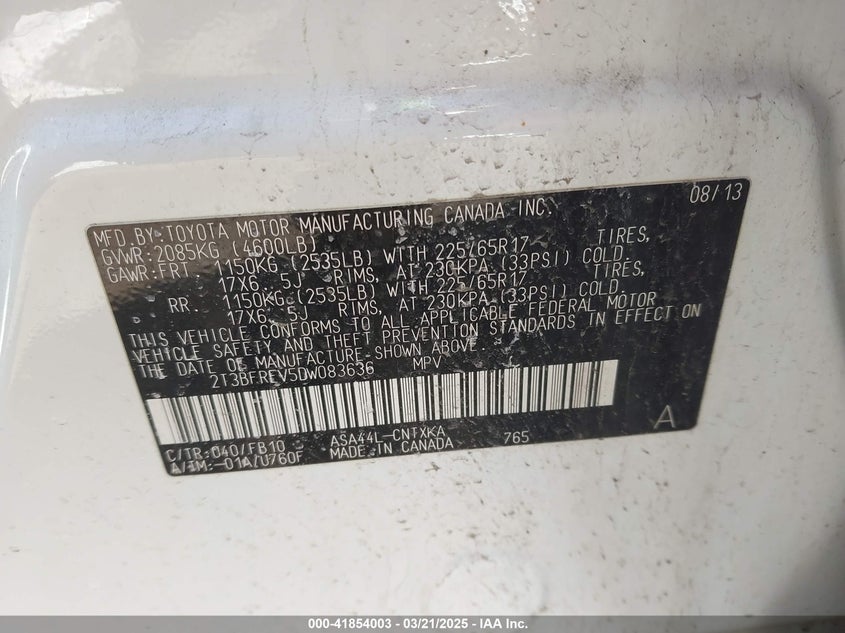 08/13
MFD.BY:TOYOTA MOTOR MANUFACTURING CANADA INC.
GVWR:2085KG (4600LB)
GAWR:FRT 1150KG (2535LB) WITH 225/65R17 TIRES,
17X6 5J RIMS, AT 230KPA (33PSI) COLD.
RR 1150KG (2535LB) WITH 225/65R17 TIRES,
17X6 5J RIMS, AT 230KPA (33PSI) COLD.
THIS VEHICLE CONFORMS TO ALL APPLICABLE FEDERAL MOTOR
VEHICLE SAFETY AND THEFT PREVENTION STANDARDS IN EFFECT ON
THE DATE OF MANUFACTURE SHOWN ABOVE.
2T3BFREV5DW083636 MPV
C/TR:040/FB10 ASA44L-CNTXKA 765 A
A/TM:-01A/U760F MADE IN CANADA
000-41854003 - 03/21/2025 - IAA Inc.